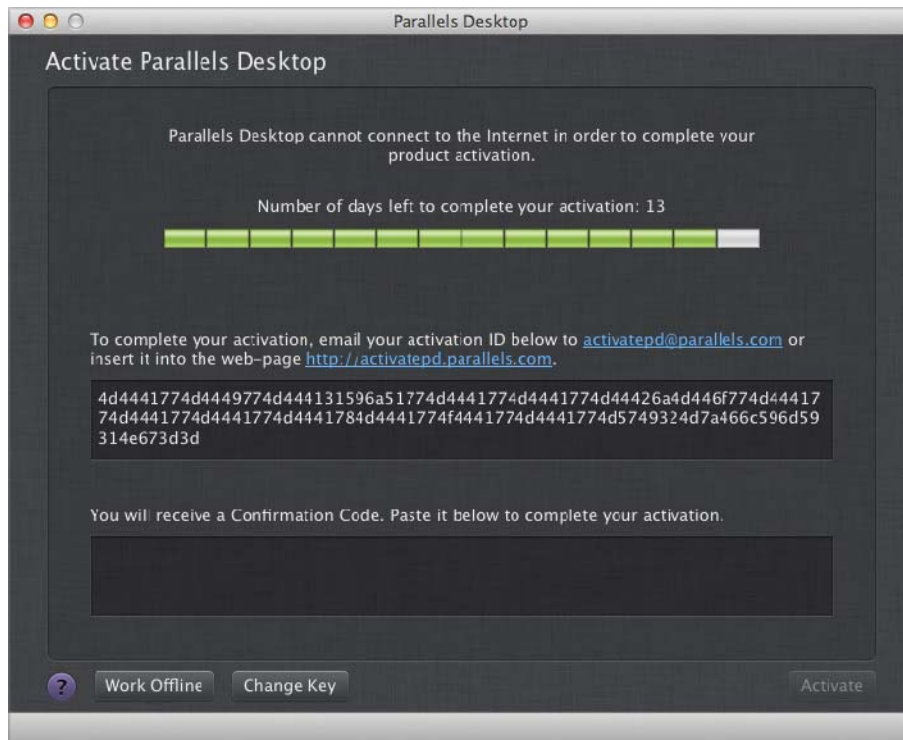 Parallels Desktop
Activate Parallels Desktop
Parallels Desktop cannot connect to the Internet in order to complete your
product activation.
Number of days left to complete your activation: 13
To complete your activation, email your activation ID below to activatepd@parallels.com or
insert it into the web-page http://activatepd.parallels.com.
4d4441774d4449774d444131596a51774d4441774d4441774d44426a4d446f774d44417
74d4441774d4441774d4441784d4441774f4441774d4441774d5749324d7a466c596d59
314e673d3d
You will receive a Confirmation Code. Paste it below to complete your activation.
?
Work Offline
Change Key
Activate